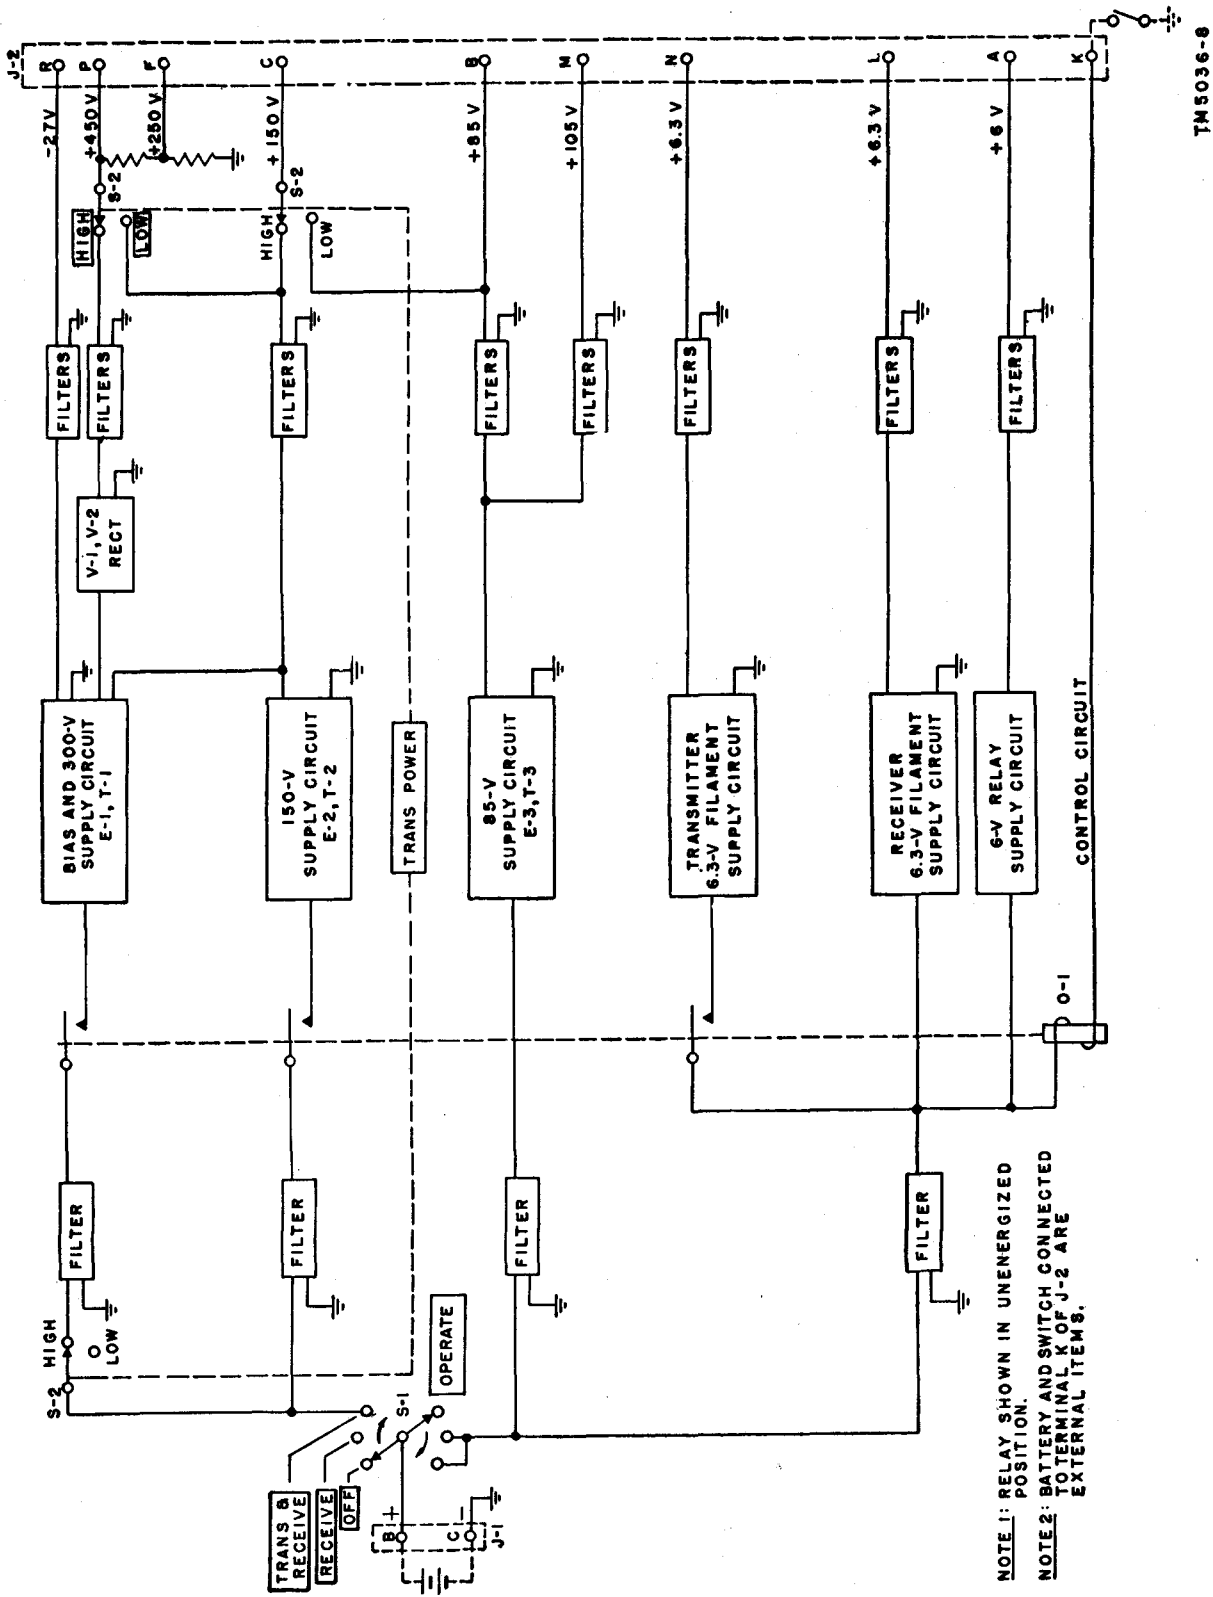 J-2
R
P
F
C
B
M
N
L
A
K
-27V
+450V
+250V
+150V
+85V
+105V
+6.3V
+6.3V
+6V
S-2
S-2
HIGH
LOW
HIGH
LOW
FILTERS
FILTERS
FILTERS
FILTERS
FILTERS
FILTERS
FILTERS
FILTERS
V-1, V-2
RECT
BIAS AND 300-V
SUPPLY CIRCUIT
E-1, T-1
150-V
SUPPLY CIRCUIT
E-2, T-2
TRANS POWER
85-V
SUPPLY CIRCUIT
E-3, T-3
TRANSMITTER
6.3-V FILAMENT
SUPPLY CIRCUIT
RECEIVER
6.3-V FILAMENT
SUPPLY CIRCUIT
6-V RELAY
SUPPLY CIRCUIT
CONTROL CIRCUIT
O-1
FILTER
FILTER
FILTER
FILTER
HIGH
LOW
S-2
S-1
OPERATE
TRANS &
RECEIVE
RECEIVE
OFF
+
B
-
C
J-1
NOTE 1: RELAY SHOWN IN UNENERGIZED
POSITION.
NOTE 2: BATTERY AND SWITCH CONNECTED
TO TERMINAL K OF J-2 ARE
EXTERNAL ITEMS.
TM5036-8